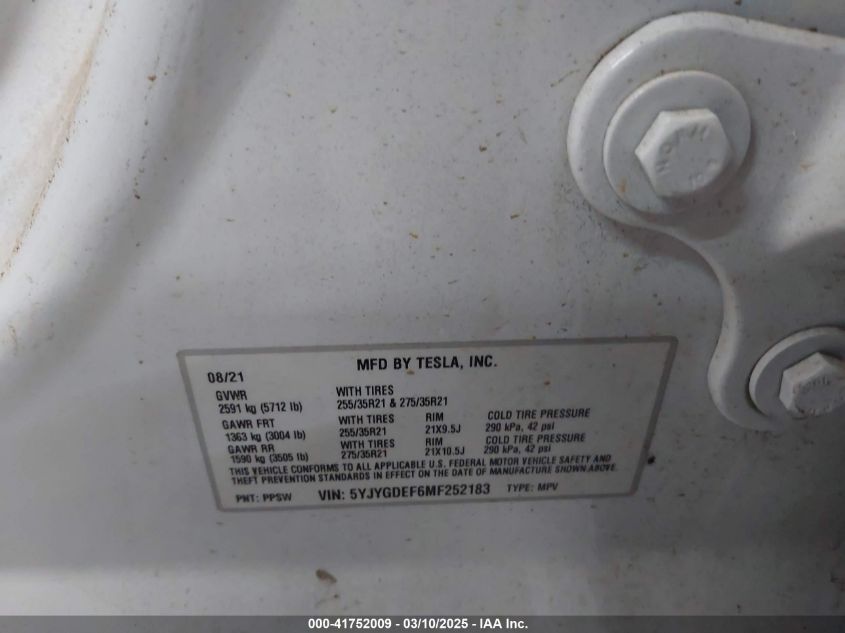 MFD BY TESLA, INC.
08/21
GVWR WITH TIRES
2591 kg (5712 lb) 255/35R21 & 275/35R21
GAWR FRT WITH TIRES RIM COLD TIRE PRESSURE
1363 kg (3004 lb) 255/35R21 21X9.5J 290 kPa, 42 psi
GAWR RR WITH TIRES RIM COLD TIRE PRESSURE
1590 kg (3505 lb) 275/35R21 21X10.5J 290 kPa, 42 psi
THIS VEHICLE CONFORMS TO ALL APPLICABLE U.S. FEDERAL MOTOR VEHICLE SAFETY AND
THEFT PREVENTION STANDARDS IN EFFECT ON THE DATE OF MANUFACTURE SHOWN ABOVE.
PNT: PPSW VIN: 5YJYGDEF6MF252183 TYPE: MPV
000-41752009 - 03/10/2025 - IAA Inc.